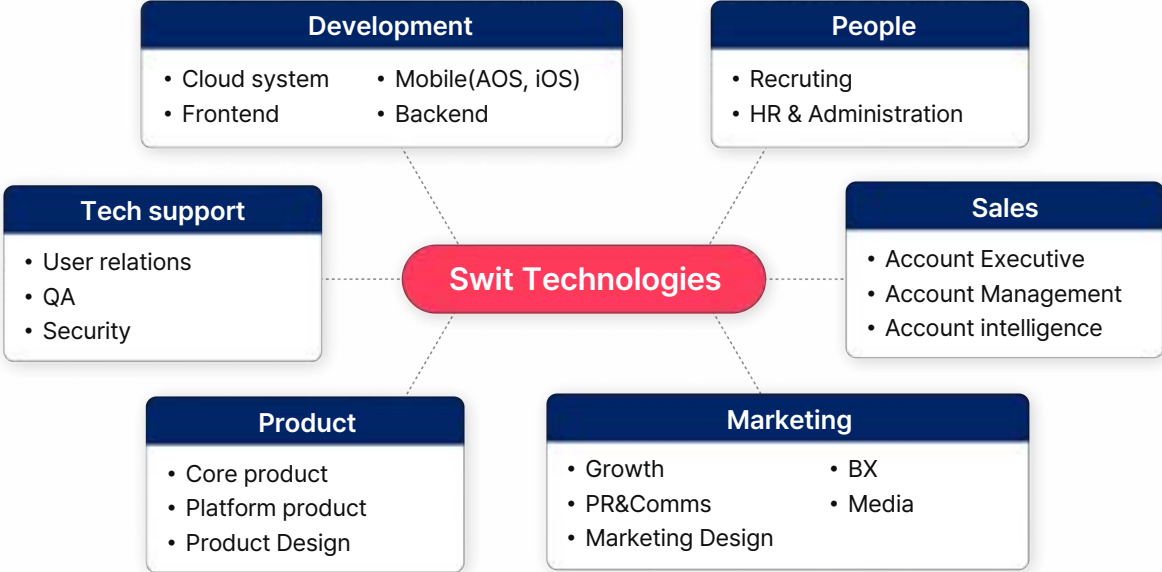 Development
• Cloud system
• Frontend
• Mobile(AOS, iOS)
• Backend
People
• Recruting
• HR & Administration
Tech support
• User relations
• QA
• Security
Swit Technologies
Sales
• Account Executive
• Account Management
• Account intelligence
Product
• Core product
• Platform product
• Product Design
Marketing
• Growth
• PR&Comms
• Marketing Design
• BX
• Media